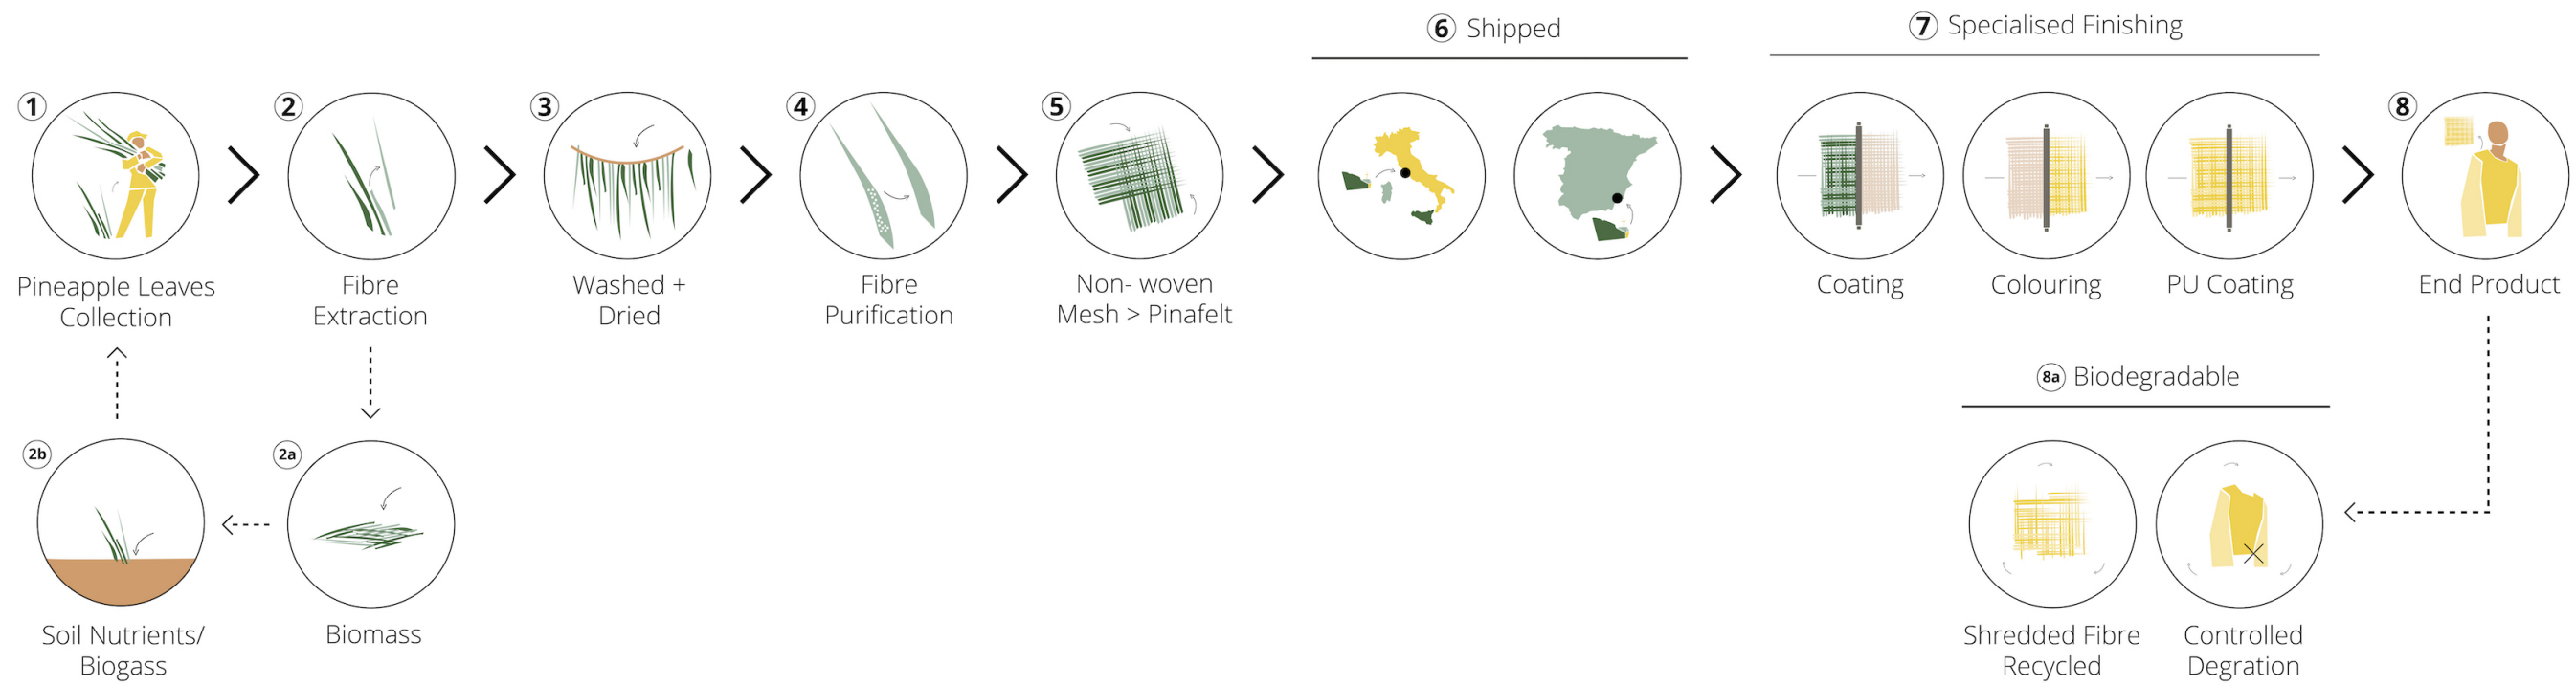 6 Shipped
7 Specialised Finishing
1
2
3
4
5
8
Pineapple Leaves
Collection
Fibre
Extraction
Washed +
Dried
Fibre
Purification
Non- woven
Mesh > Pinafelt
Coating
Colouring
PU Coating
End Product
8a Biodegradable
2b
2a
Soil Nutrients/
Biogass
Biomass
Shredded Fibre
Recycled
Controlled
Degration